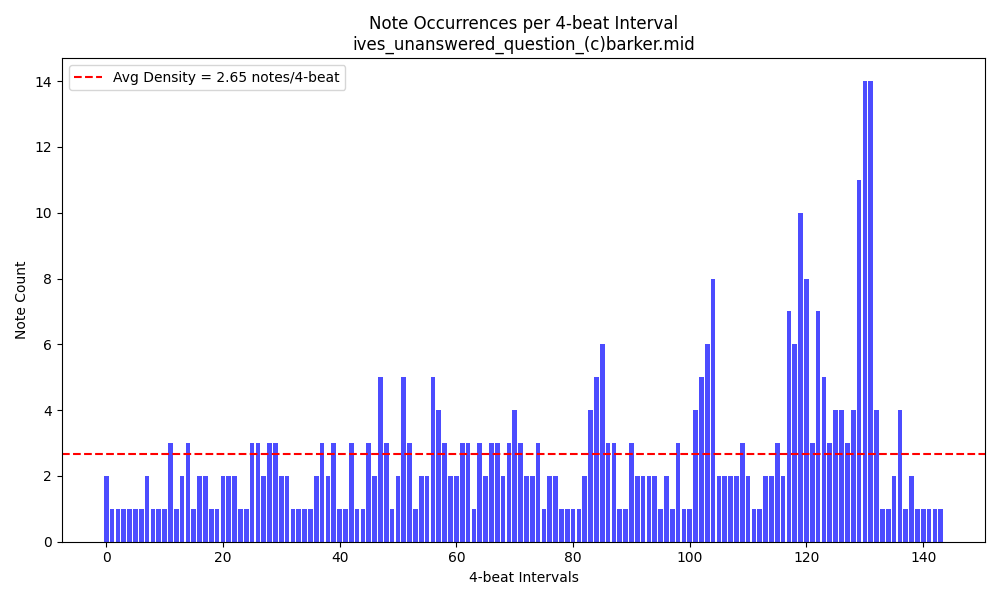 Note Occurrences per 4-beat Interval
ives_unanswered_question_(c)barker.mid
Avg Density = 2.65 notes/4-beat
Note Count
14
12
10
8
6
4
2
0
0 20 40 60 80 100 120 140
4-beat Intervals